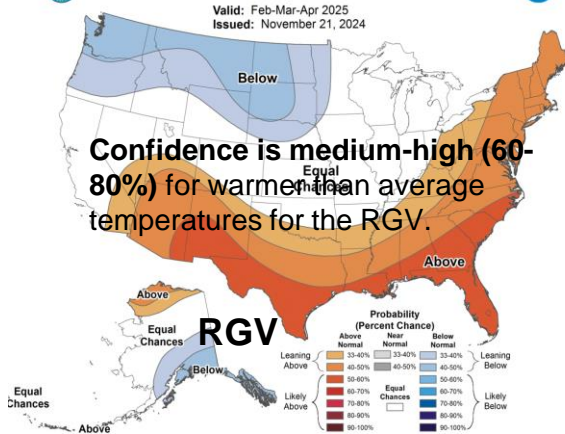 Valid: Feb-Mar-Apr 2025
Issued: November 21, 2024
Below
Confidence is medium-high (60-
80%) for warmer than average
temperatures for the RGV.
Equal
Chances
Above
Above
Equal
Chances
RGV
Below
Equal
Chances
Above
Probability
(Percent Chance)
Above
Normal
Near
Normal
Below
Normal
Leaning
Above
33-40%
33-40%
33-40%
Leaning
Below
40-50%
40-50%
40-50%
Likely
Above
50-60%
Equal
Chances
50-60%
Likely
Below
60-70%
60-70%
70-80%
70-80%
80-90%
80-90%
90-100%
90-100%